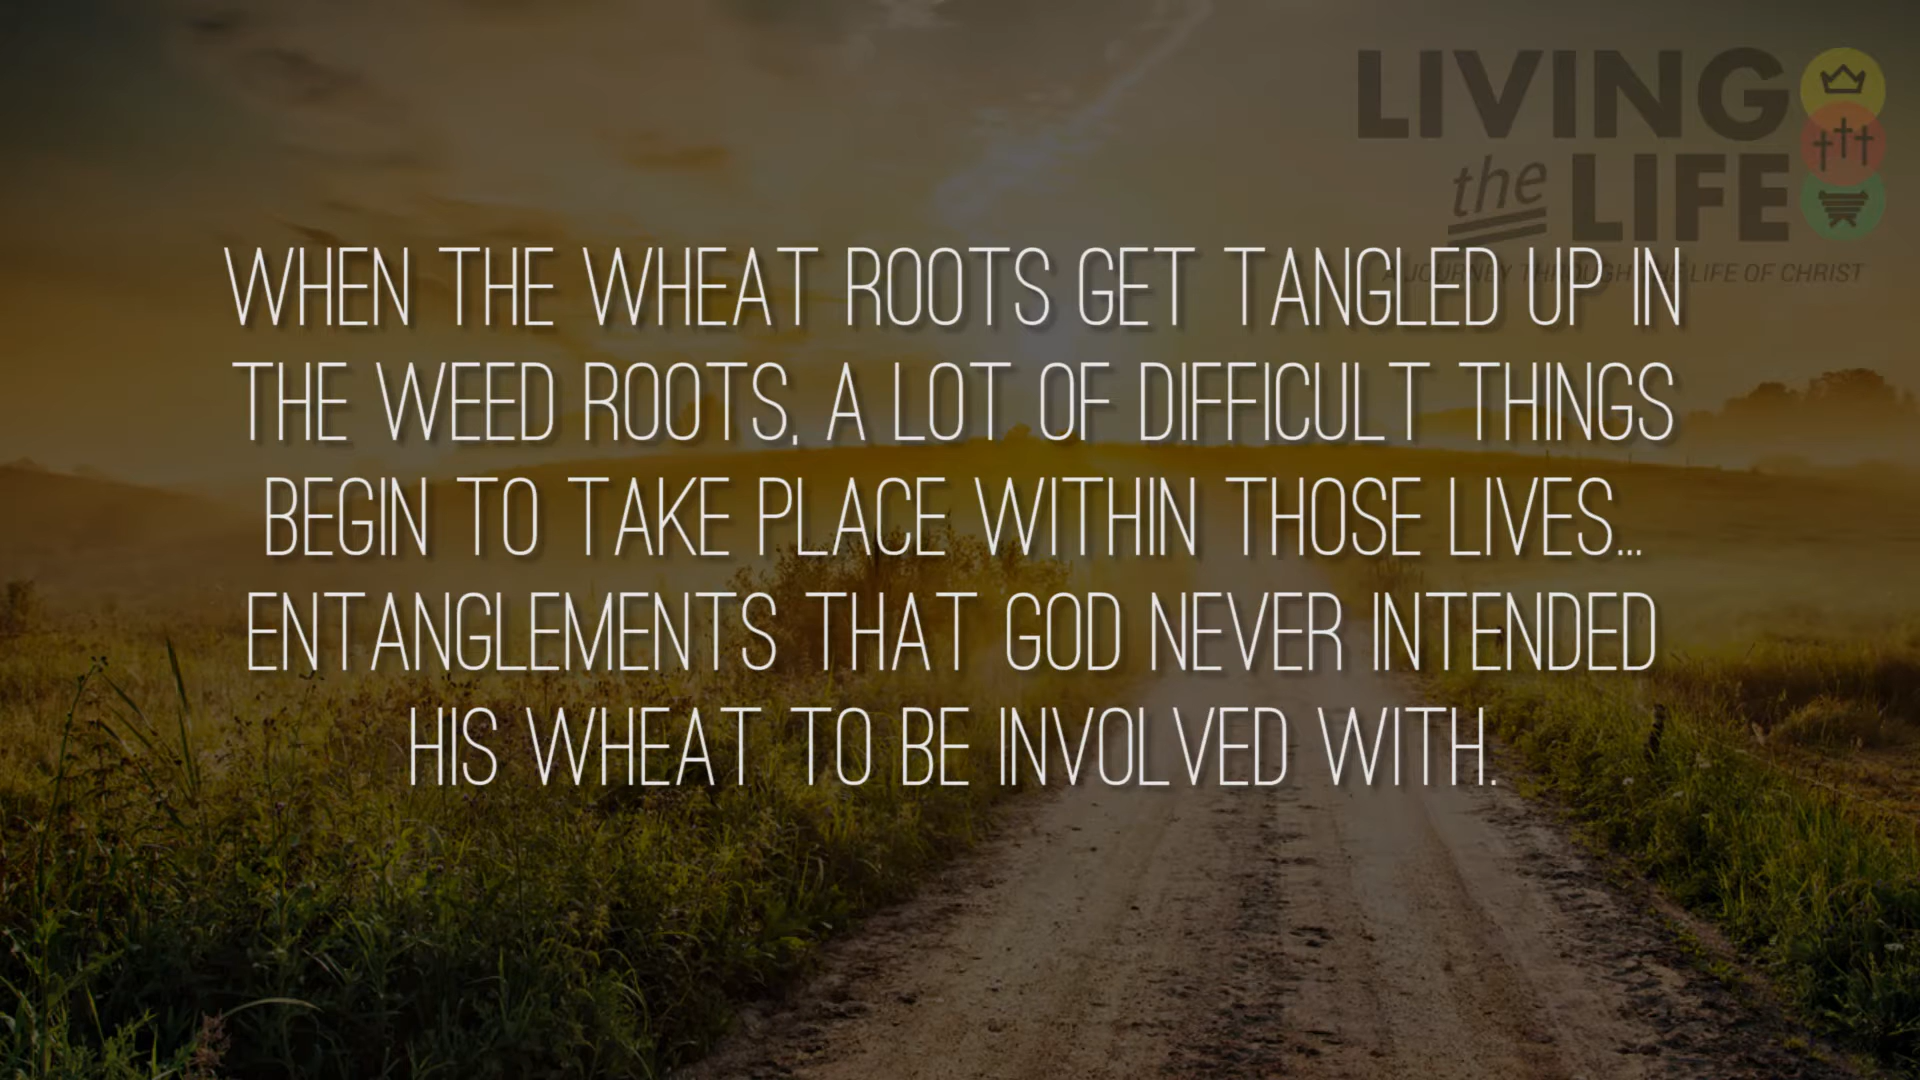 LIVING
the LIFE
A JOURNEY THROUGH THE LIFE OF CHRIST
WHEN THE WHEAT ROOTS GET TANGLED UP IN
THE WEED ROOTS, A LOT OF DIFFICULT THINGS
BEGIN TO TAKE PLACE WITHIN THOSE LIVES...
ENTANGLEMENTS THAT GOD NEVER INTENDED
HIS WHEAT TO BE INVOLVED WITH.